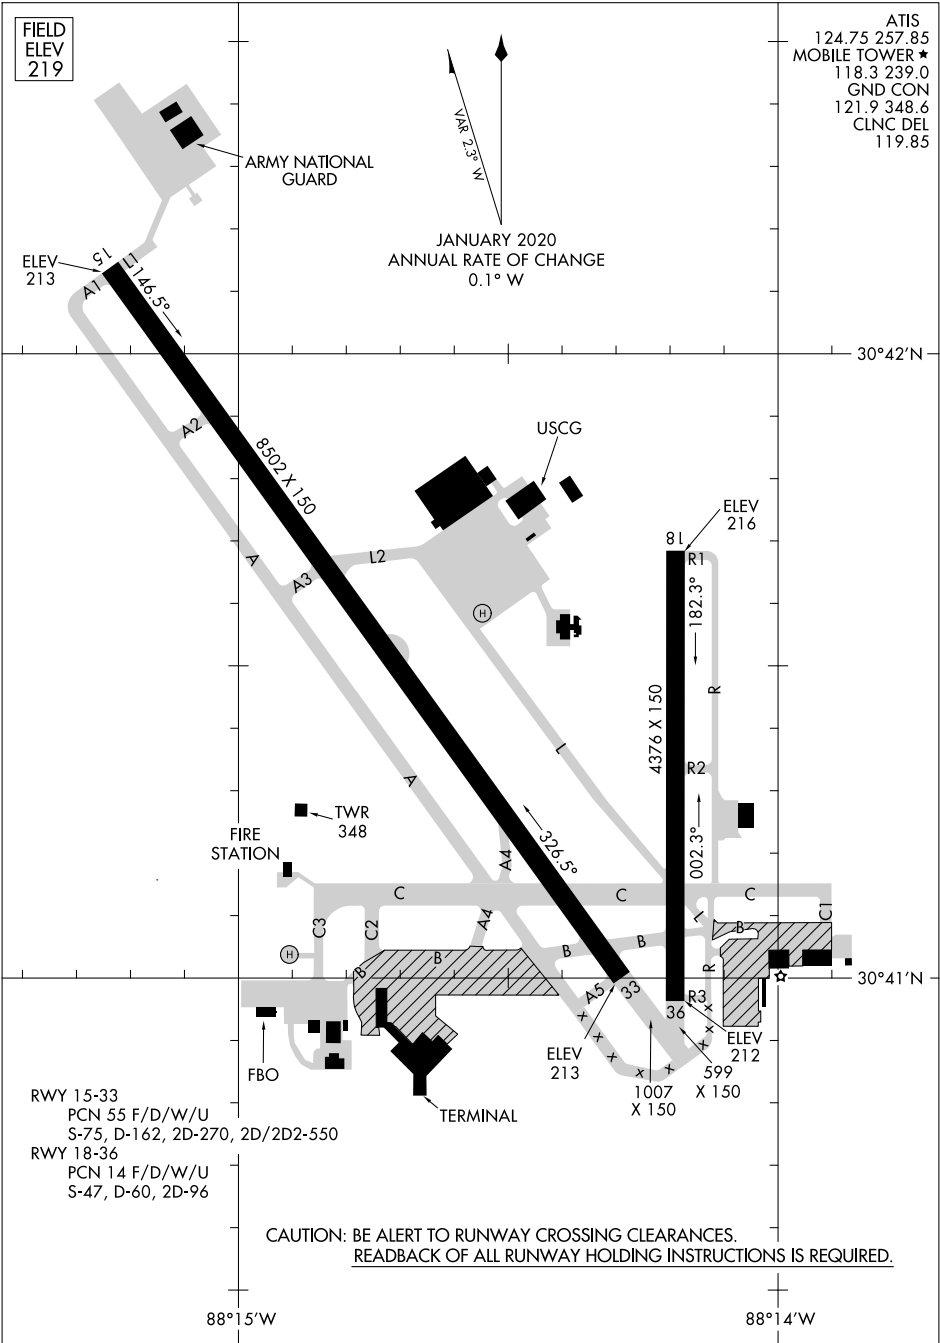 FIELD
ELEV
219
ATIS
124.75 257.85
MOBILE TOWER ★
118.3 239.0
GND CON
121.9 348.6
CLNC DEL
119.85
VAR 2.3° W
JANUARY 2020
ANNUAL RATE OF CHANGE
0.1° W
ARMY NATIONAL
GUARD
ELEV
213
15
L1
A1
146.5°
30°42'N
A2
8502 X 150
USCG
ELEV
216
18
R1
A
L2
A3
H
182.3°
R
4376 X 150
L
R2
A
TWR
348
FIRE
STATION
326.5°
002.3°
A4
C
C
C
C3
C2
A4
L
C1
B
B
B
B
B
H
R
30°41'N
A5
33
R3
36
ELEV
213
ELEV
212
FBO
1007
X 150
599
X 150
TERMINAL
RWY 15-33
PCN 55 F/D/W/U
S-75, D-162, 2D-270, 2D/2D2-550
RWY 18-36
PCN 14 F/D/W/U
S-47, D-60, 2D-96
CAUTION: BE ALERT TO RUNWAY CROSSING CLEARANCES.
READBACK OF ALL RUNWAY HOLDING INSTRUCTIONS IS REQUIRED.
88°15'W
88°14'W